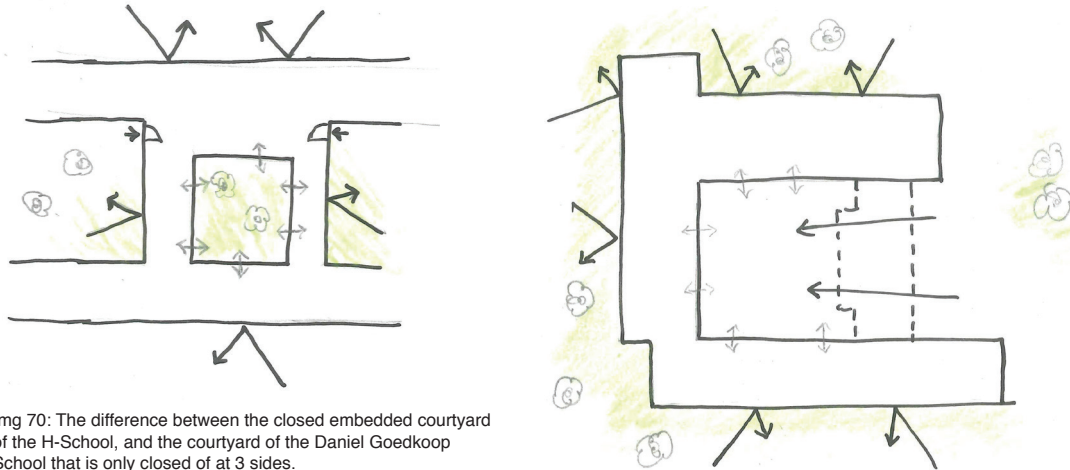 mg 70: The difference between the closed embedded courtyard
of the H-School, and the courtyard of the Daniel Goedkoop
School that is only closed of at 3 sides.